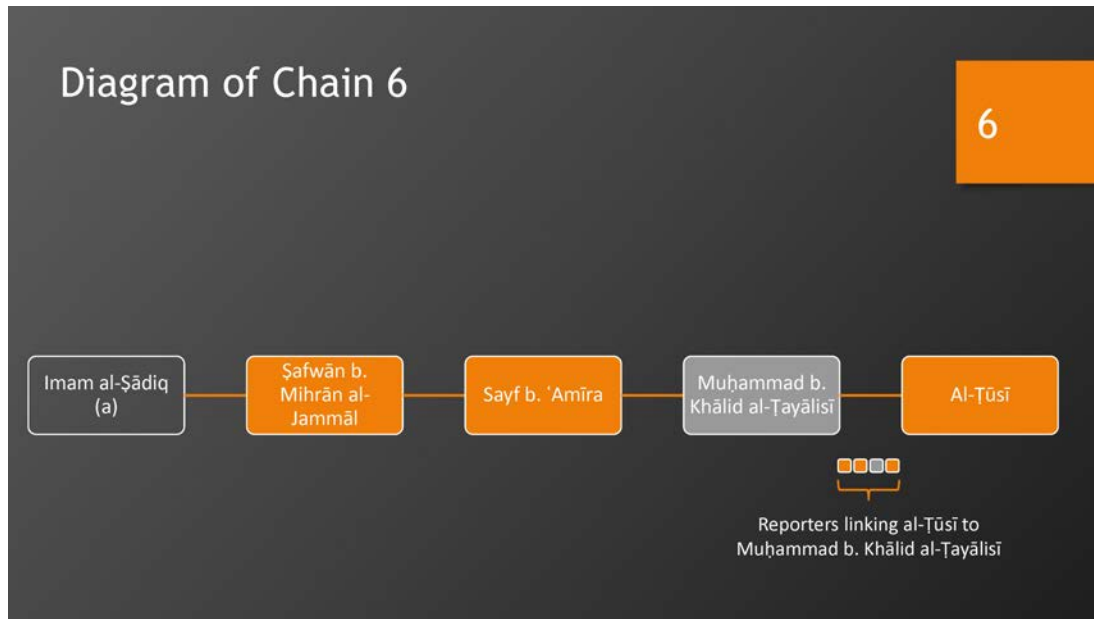 Diagram of Chain 6
6
Imam al-Ṣādiq
(a)
Ṣafwān b.
Mihrān al-
Jammāl
Sayf b. ʿAmīra
Muḥammad b.
Khālid al-Ṭayālisī
Al-Ṭūsī
Reporters linking al-Ṭūsī to
Muḥammad b. Khālid al-Ṭayālisī